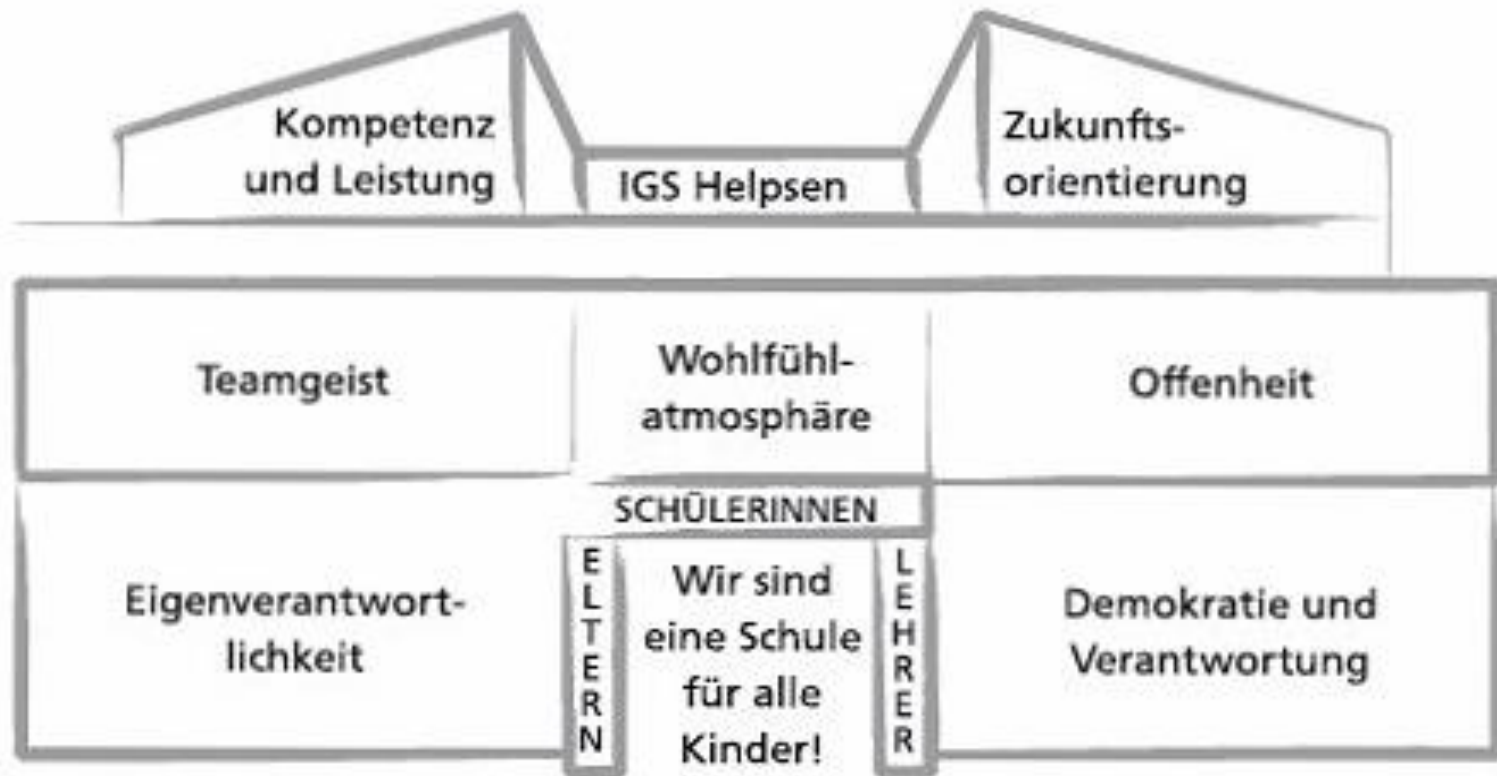 Kompetenz
und Leistung
IGS Helpsen
Zukunfts-
orientierung
Teamgeist
Wohlfühl-
atmosphäre
Offenheit
SCHÜLERINNEN
Eigenverantwort-
lichkeit
ELTERN
Wir sind
eine Schule
für alle
Kinder!
LEHRER
Demokratie und
Verantwortung